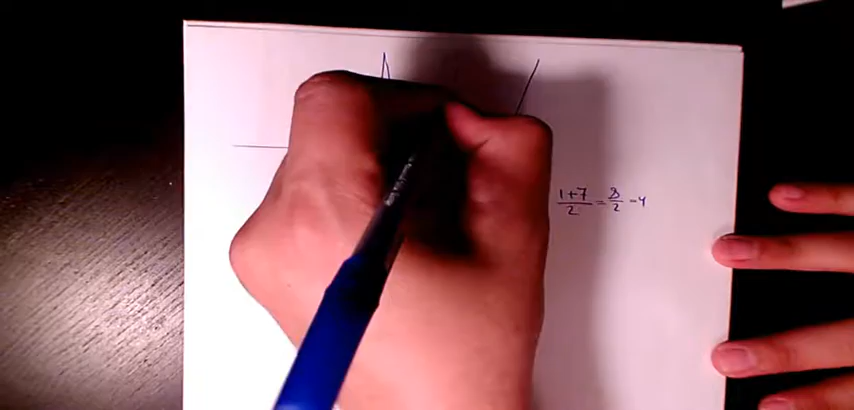 1+7/2 = 8/2 = 4